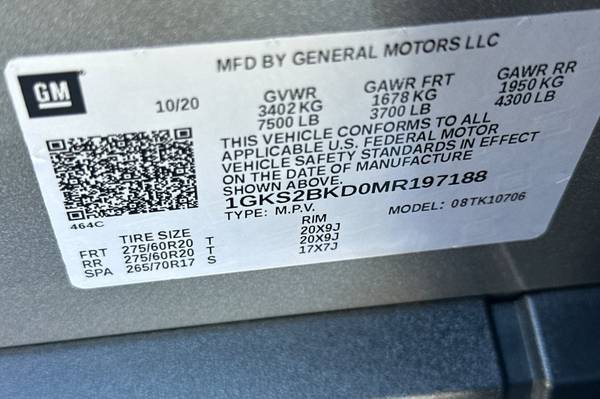 MFD BY GENERAL MOTORS LLC
GM
10/20
GVWR GAWR FRT GAWR RR
3402 KG 1678 KG 1950 KG
7500 LB 3700 LB 4300 LB
THIS VEHICLE CONFORMS TO ALL
APPLICABLE U.S. FEDERAL MOTOR
VEHICLE SAFETY STANDARDS IN EFFECT
ON THE DATE OF MANUFACTURE
SHOWN ABOVE.
1GKS2BKD0MR197188
TYPE: M.P.V. MODEL: 08TK10706
464C
TIRE SIZE RIM
FRT 275/60R20 T 20X9J
RR 275/60R20 T 20X9J
SPA 265/70R17 S 17X7J